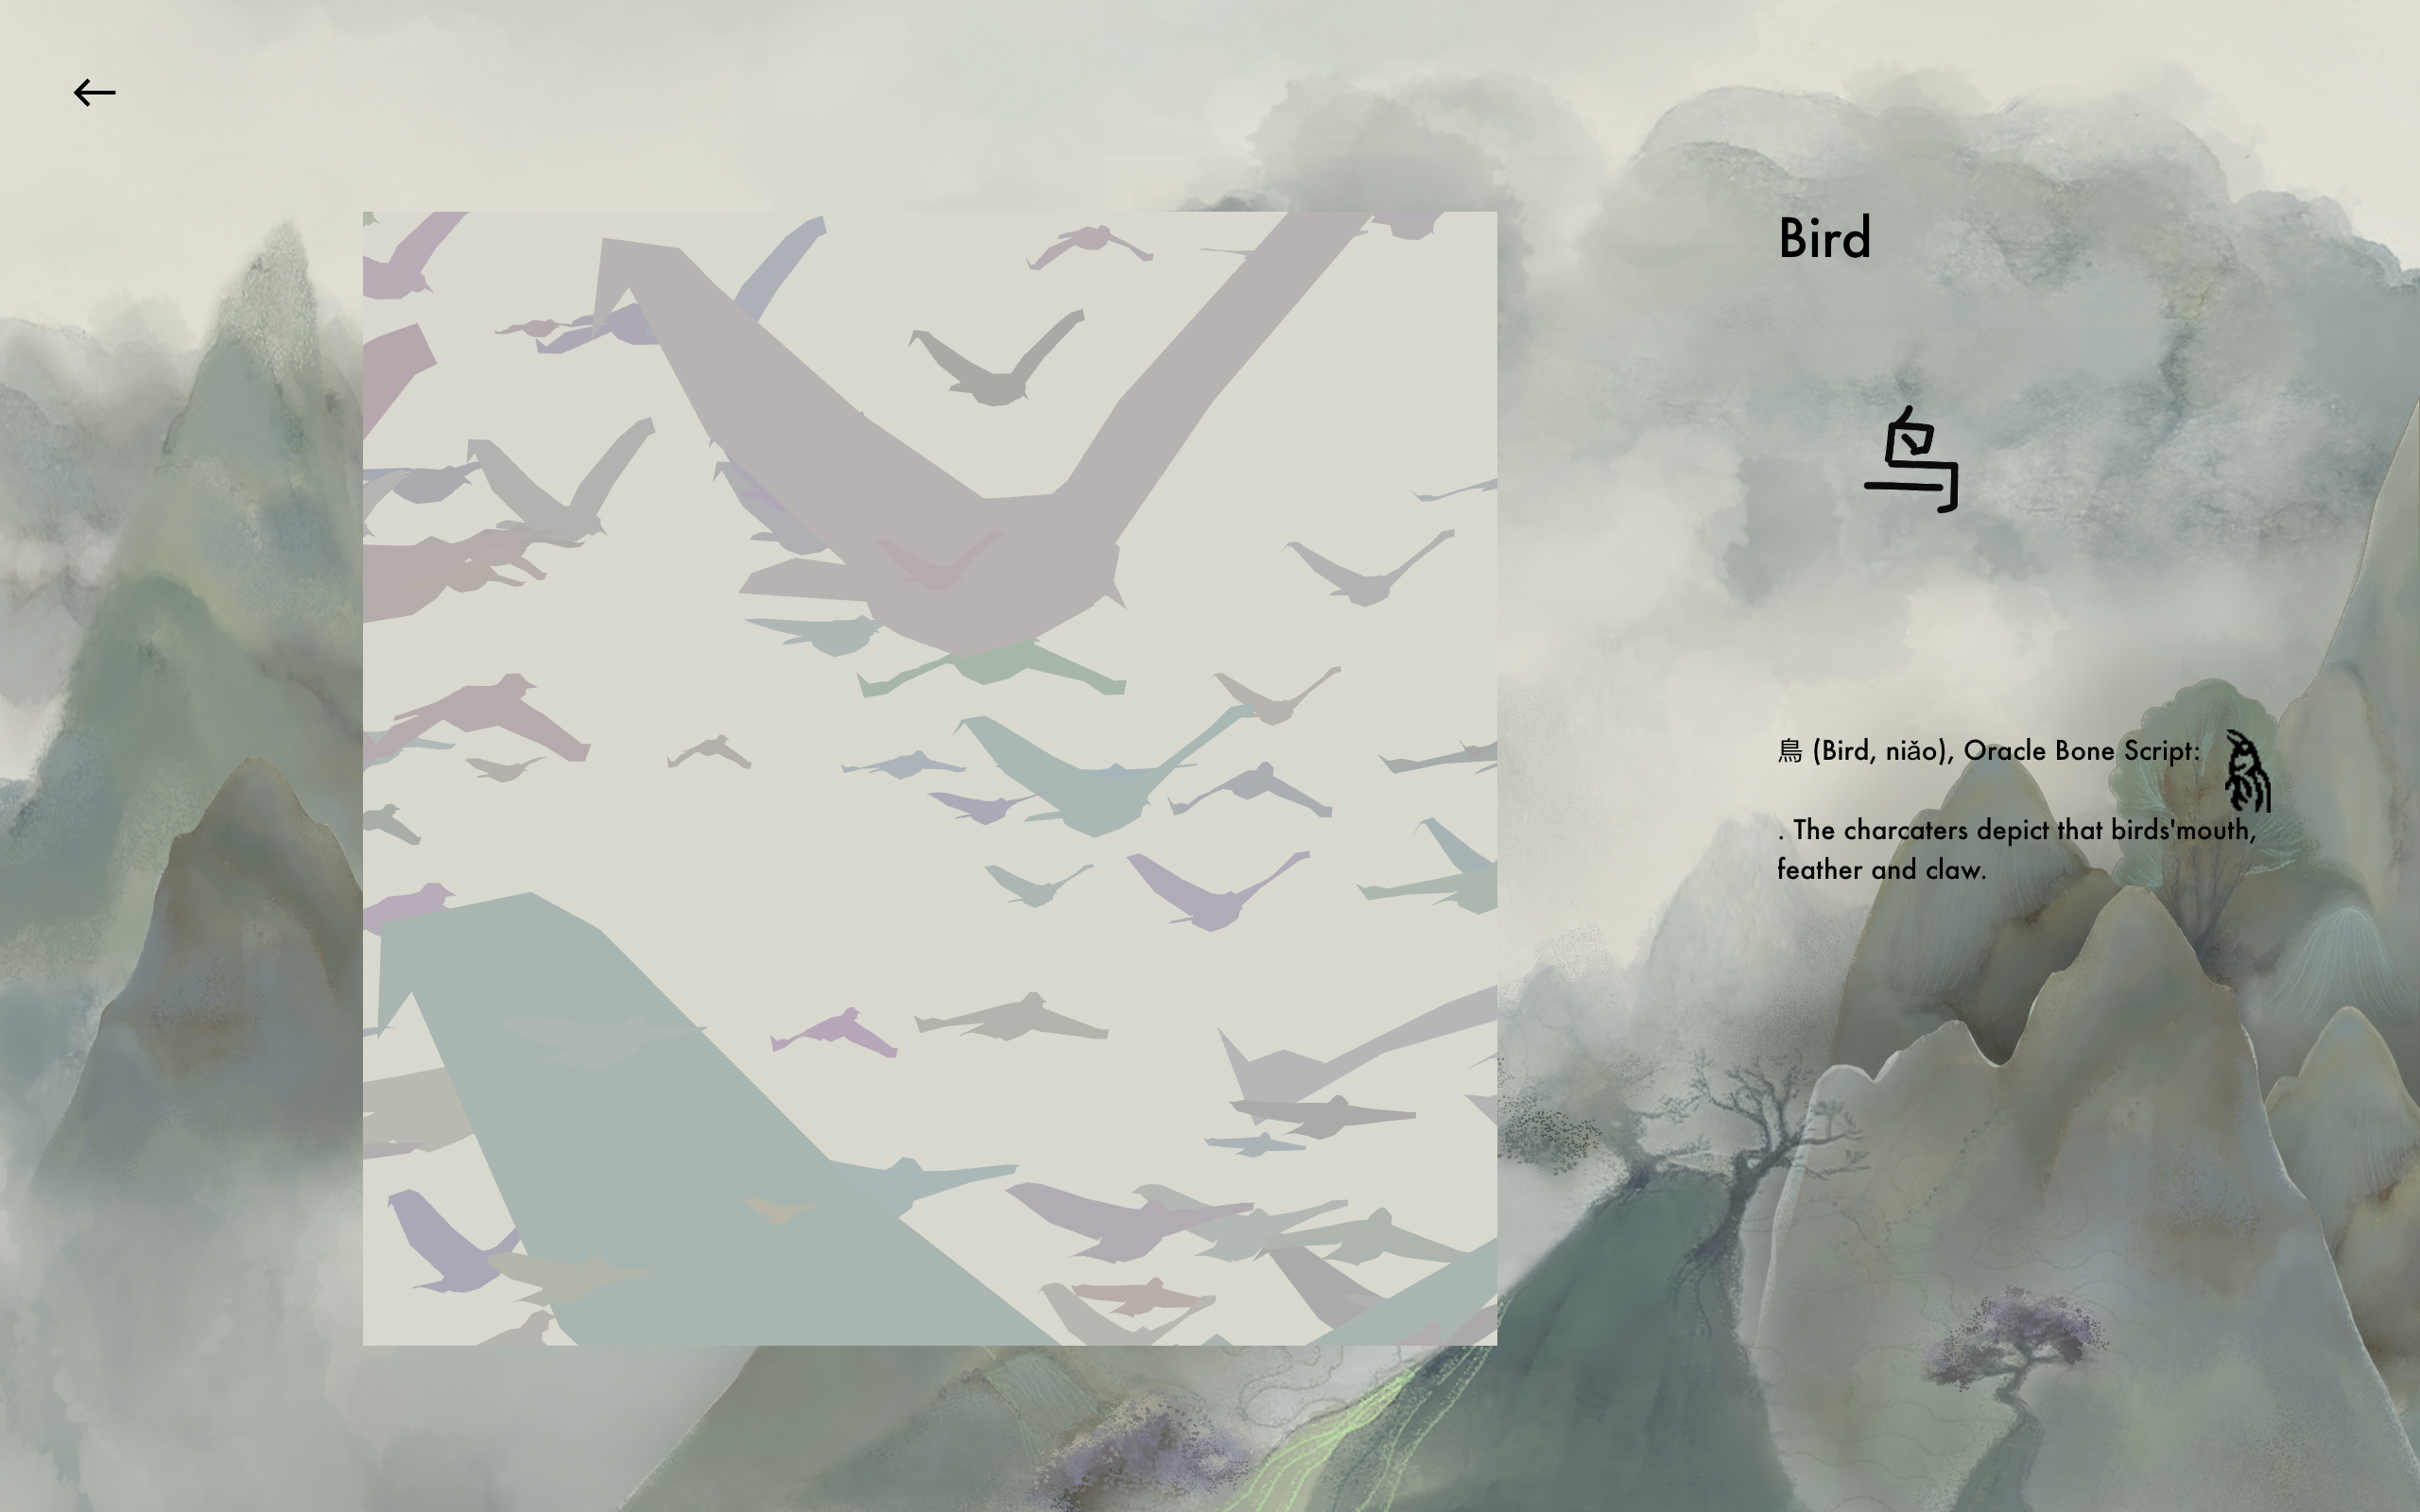 Bird
鸟
鳥 (Bird, niǎo), Oracle Bone Script:
. The charcaters depict that birds'mouth,
feather and claw.